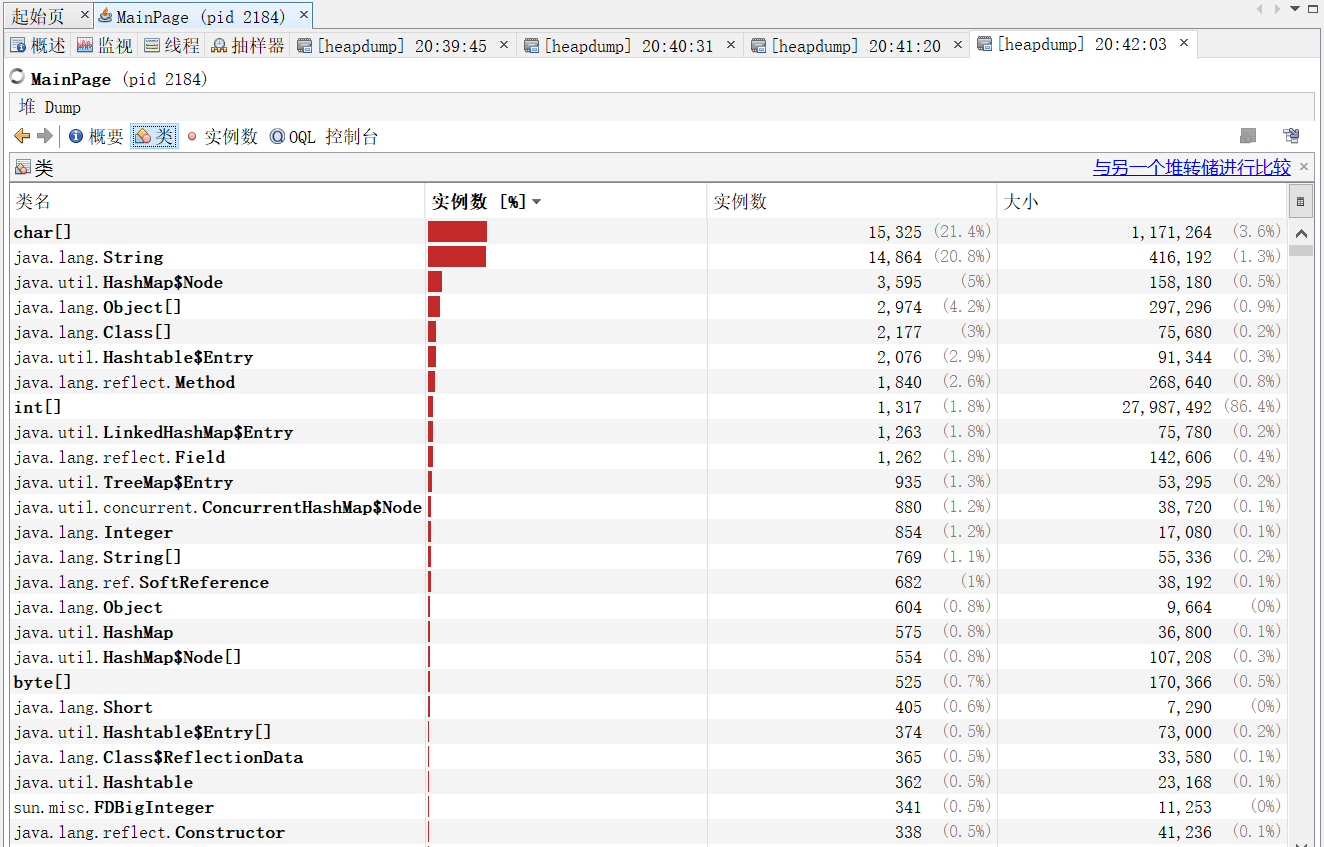 起始页 × MainPage (pid 2184) ×
概述 监视 线程 抽样器 [heapdump] 20:39:45 × [heapdump] 20:40:31 × [heapdump] 20:41:20 × [heapdump] 20:42:03 ×
MainPage (pid 2184)
堆 Dump
概要 类 实例数 OQL 控制台
类 与另一个堆转储进行比较 ×
类名 实例数 [%] 实例数 大小
char[] 15,325 (21.4%) 1,171,264 (3.6%)
java.lang.String 14,864 (20.8%) 416,192 (1.3%)
java.util.HashMap$Node 3,595 (5%) 158,180 (0.5%)
java.lang.Object[] 2,974 (4.2%) 297,296 (0.9%)
java.lang.Class[] 2,177 (3%) 75,680 (0.2%)
java.util.Hashtable$Entry 2,076 (2.9%) 91,344 (0.3%)
java.lang.reflect.Method 1,840 (2.6%) 268,640 (0.8%)
int[] 1,317 (1.8%) 27,987,492 (86.4%)
java.util.LinkedHashMap$Entry 1,263 (1.8%) 75,780 (0.2%)
java.lang.reflect.Field 1,262 (1.8%) 142,606 (0.4%)
java.util.TreeMap$Entry 935 (1.3%) 53,295 (0.2%)
java.util.concurrent.ConcurrentHashMap$Node 880 (1.2%) 38,720 (0.1%)
java.lang.Integer 854 (1.2%) 17,080 (0.1%)
java.lang.String[] 769 (1.1%) 55,336 (0.2%)
java.lang.ref.SoftReference 682 (1%) 38,192 (0.1%)
java.lang.Object 604 (0.8%) 9,664 (0%)
java.util.HashMap 575 (0.8%) 36,800 (0.1%)
java.util.HashMap$Node[] 554 (0.8%) 107,208 (0.3%)
byte[] 525 (0.7%) 170,366 (0.5%)
java.lang.Short 405 (0.6%) 7,290 (0%)
java.util.Hashtable$Entry[] 374 (0.5%) 73,000 (0.2%)
java.lang.Class$ReflectionData 365 (0.5%) 33,580 (0.1%)
java.util.Hashtable 362 (0.5%) 23,168 (0.1%)
sun.misc.FDBigInteger 341 (0.5%) 11,253 (0%)
java.lang.reflect.Constructor 338 (0.5%) 41,236 (0.1%)